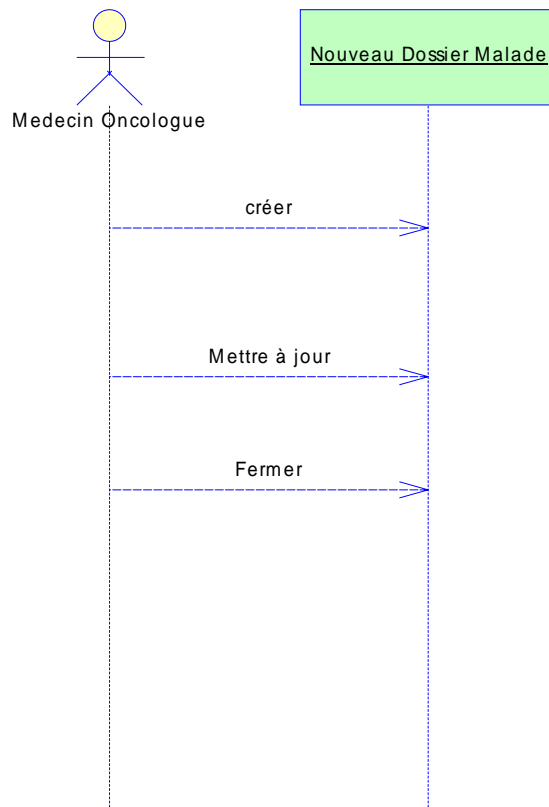 Nouveau Dossier Malade
Medecin Oncologue
créer
Mettre à jour
Fermer